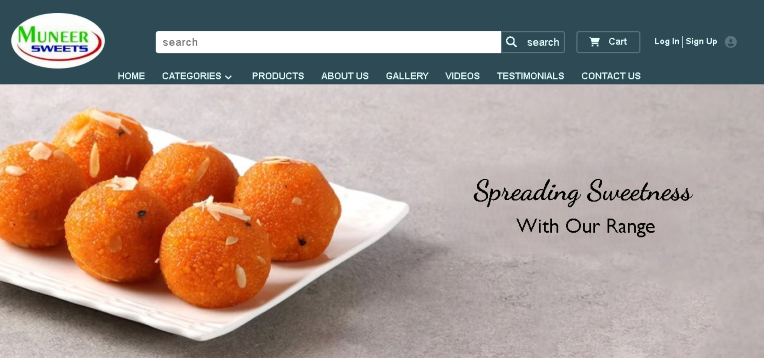 MUNEER
SWEETS
search
search
Cart
Log In | Sign Up
HOME CATEGORIES PRODUCTS ABOUT US GALLERY VIDEOS TESTIMONIALS CONTACT US
Spreading Sweetness
With Our Range